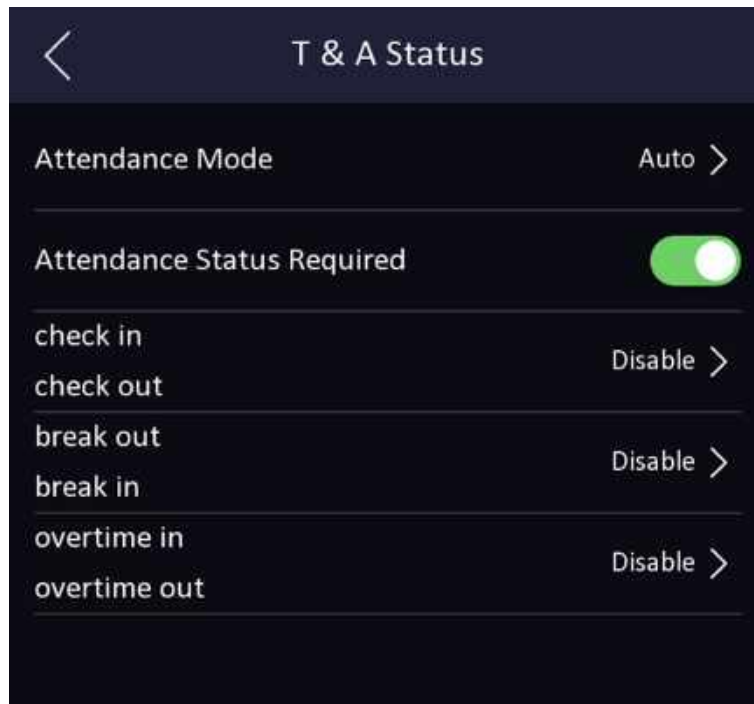 T & A Status
Attendance Mode Auto
Attendance Status Required
check in
check out
Disable
break out
break in
Disable
overtime in
overtime out
Disable